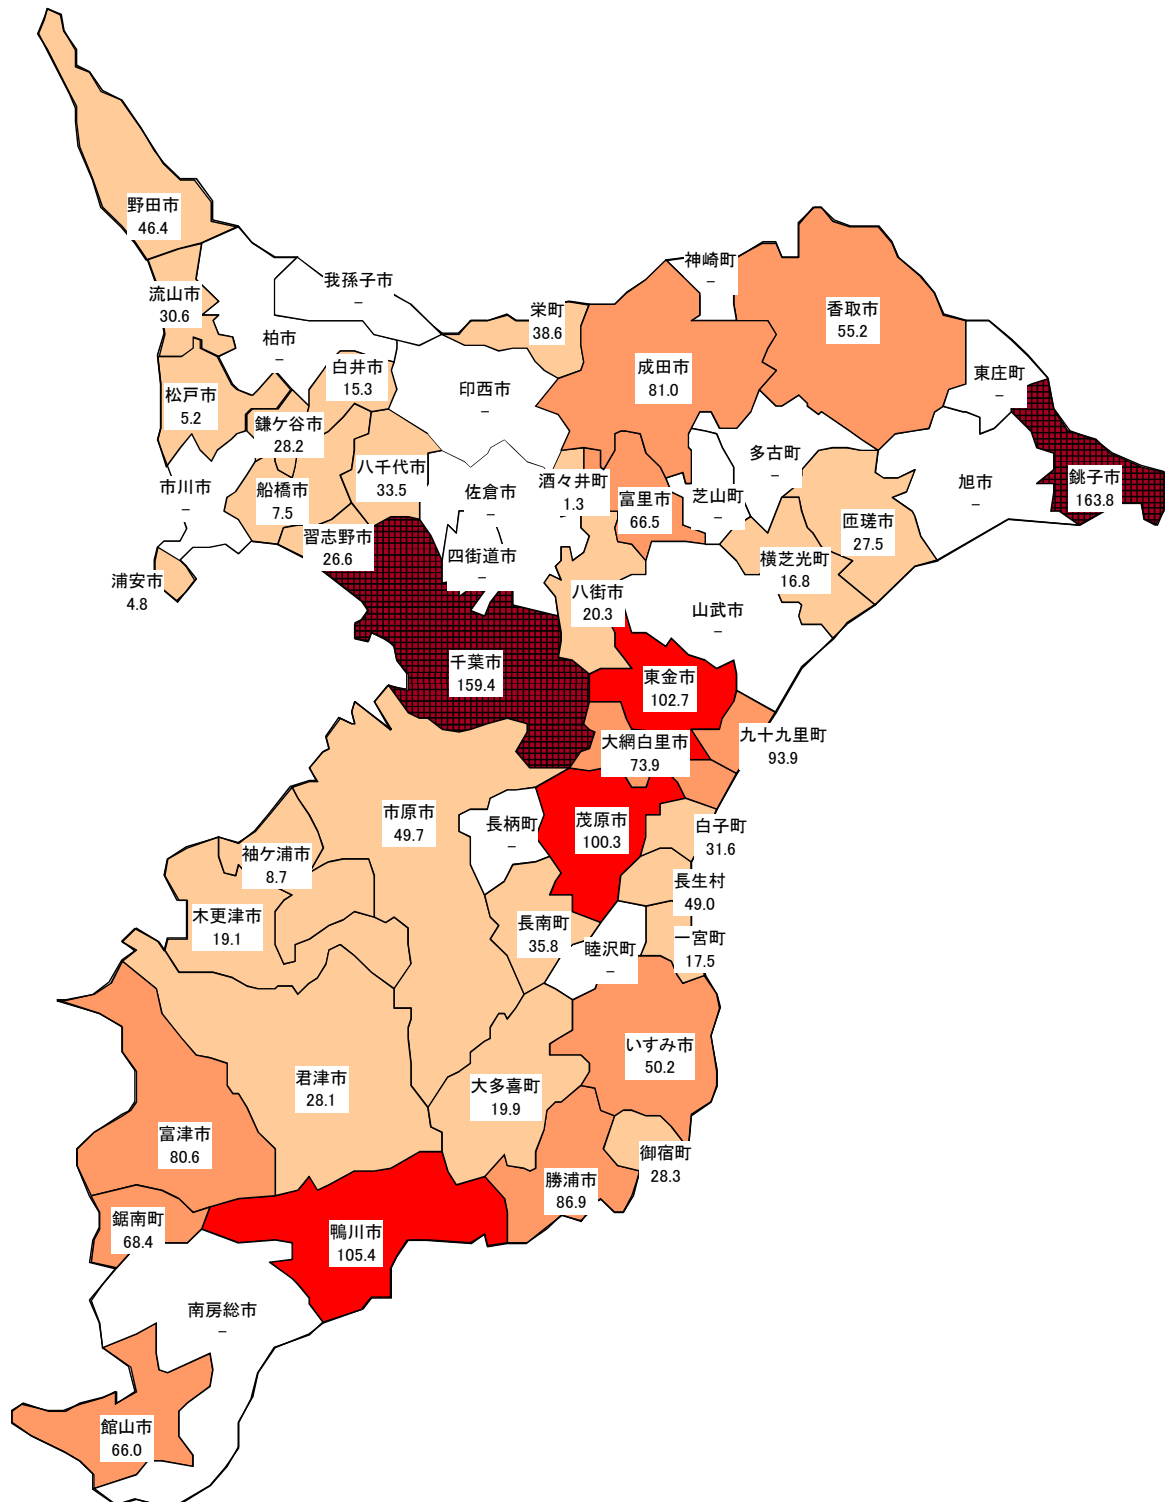 野田市
46.4
流山市
30.6
柏市
–
我孫子市
–
松戸市
5.2
鎌ケ谷市
28.2
白井市
15.3
市川市
–
船橋市
7.5
八千代市
33.5
習志野市
26.6
浦安市
4.8
印西市
–
栄町
38.6
成田市
81.0
神崎町
–
香取市
55.2
東庄町
–
銚子市
163.8
旭市
–
匝瑳市
27.5
多古町
–
芝山町
–
横芝光町
16.8
富里市
66.5
酒々井町
1.3
佐倉市
–
四街道市
–
八街市
20.3
山武市
–
千葉市
159.4
東金市
102.7
九十九里町
93.9
大網白里市
73.9
市原市
49.7
長柄町
–
茂原市
100.3
白子町
31.6
長生村
49.0
一宮町
17.5
睦沢町
–
長南町
35.8
袖ケ浦市
8.7
木更津市
19.1
君津市
28.1
大多喜町
19.9
いすみ市
50.2
御宿町
28.3
勝浦市
86.9
富津市
80.6
鋸南町
68.4
鴨川市
105.4
南房総市
–
館山市
66.0